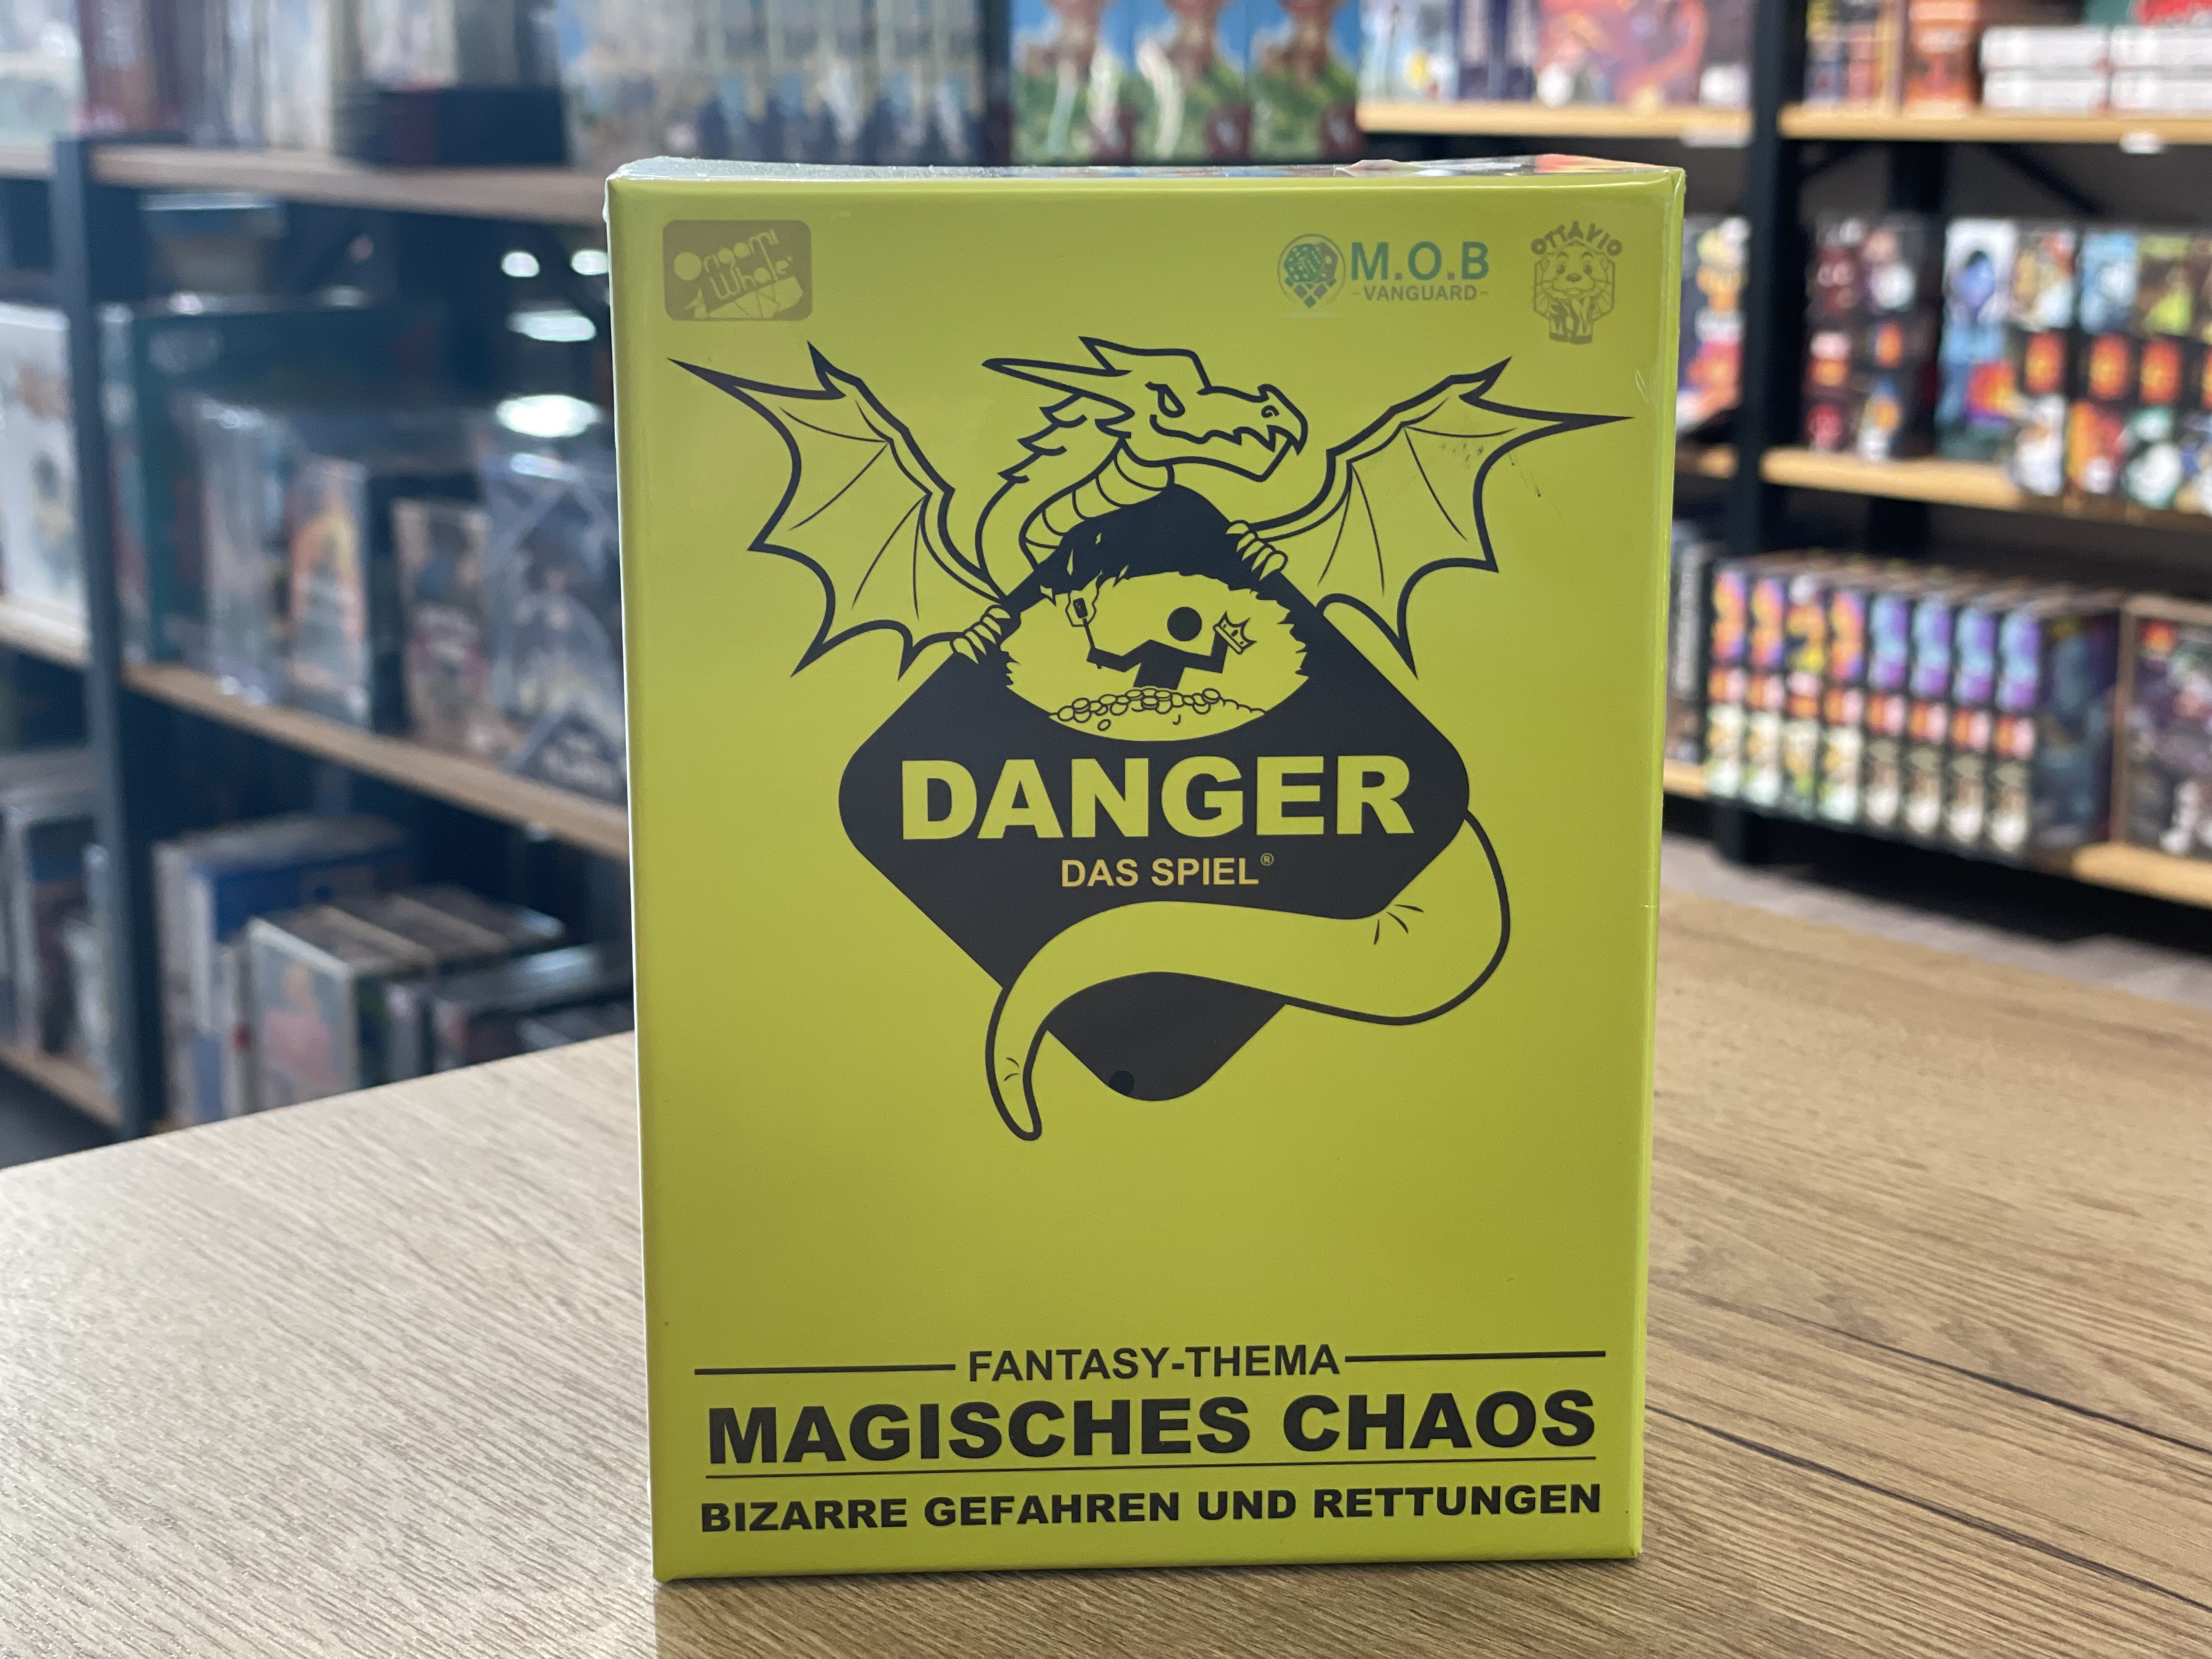 Origami
Whale
M.O.B
-VANGUARD-
OTTAVIO
DANGER
DAS SPIEL®
FANTASY-THEMA
MAGISCHES CHAOS
BIZARRE GEFAHREN UND RETTUNGEN